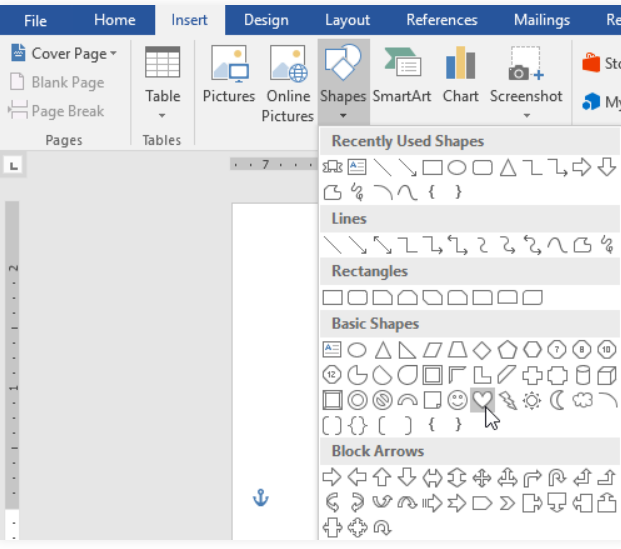 File Home Insert Design Layout References Mailings Re
Cover Page
Blank Page
Page Break
Table
Pictures
Online
Pictures
Shapes
SmartArt
Chart
Screenshot
Sto
My
Pages
Tables
L
7
Recently Used Shapes
Lines
Rectangles
Basic Shapes
7 8 10
12
Block Arrows
2
1